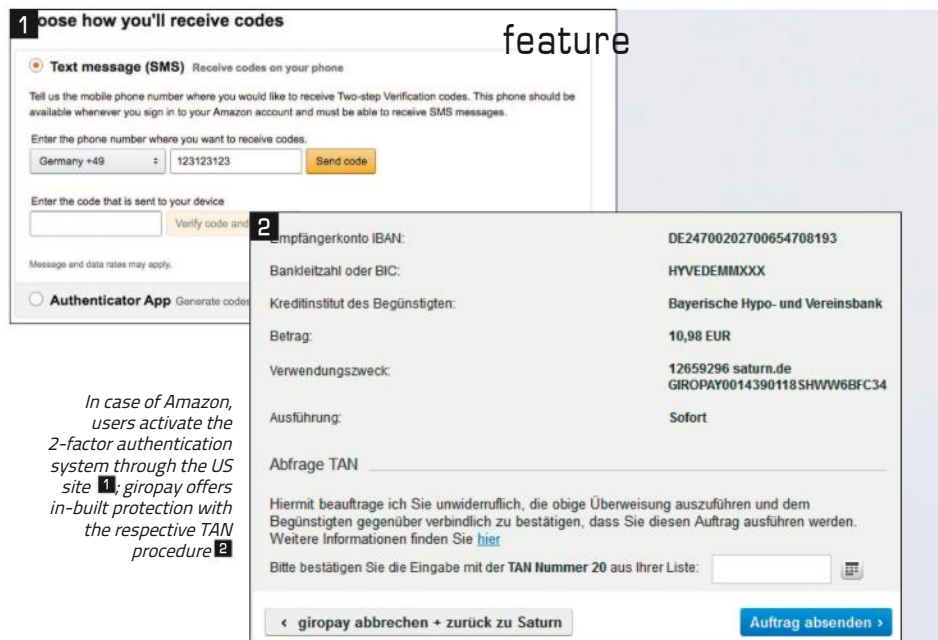 1
oose how you'll receive codes
feature
Text message (SMS) Receive codes on your phone
Tell us the mobile phone number where you would like to receive Two-step Verification codes. This phone should be
available whenever you sign in to your Amazon account and must be able to receive SMS messages.
Enter the phone number where you want to receive codes.
Germany +49 123123123 Send code
Enter the code that is sent to your device
Verify code and
Message and data rates may apply.
Authenticator App Generate codes
2
Empfängerkonto IBAN: DE24700202700654708193
Bankleitzahl oder BIC: HYVEDEMMXXX
Kreditinstitut des Begünstigten: Bayerische Hypo- und Vereinsbank
Betrag: 10,98 EUR
Verwendungszweck: 12659296 saturn.de
GIROPAY0014390118SHWW6BFC34
Ausführung: Sofort
Abfrage TAN
Hiermit beauftrage ich Sie unwiderruflich, die obige Überweisung auszuführen und dem
Begünstigten gegenüber verbindlich zu bestätigen, dass Sie diesen Auftrag ausführen werden.
Weitere Informationen finden Sie hier
Bitte bestätigen Sie die Eingabe mit der TAN Nummer 20 aus Ihrer Liste:
‹ giropay abbrechen + zurück zu Saturn
Auftrag absenden ›
In case of Amazon,
users activate the
2-factor authentication
system through the US
site 1; giropay offers
in-built protection with
the respective TAN
procedure 2